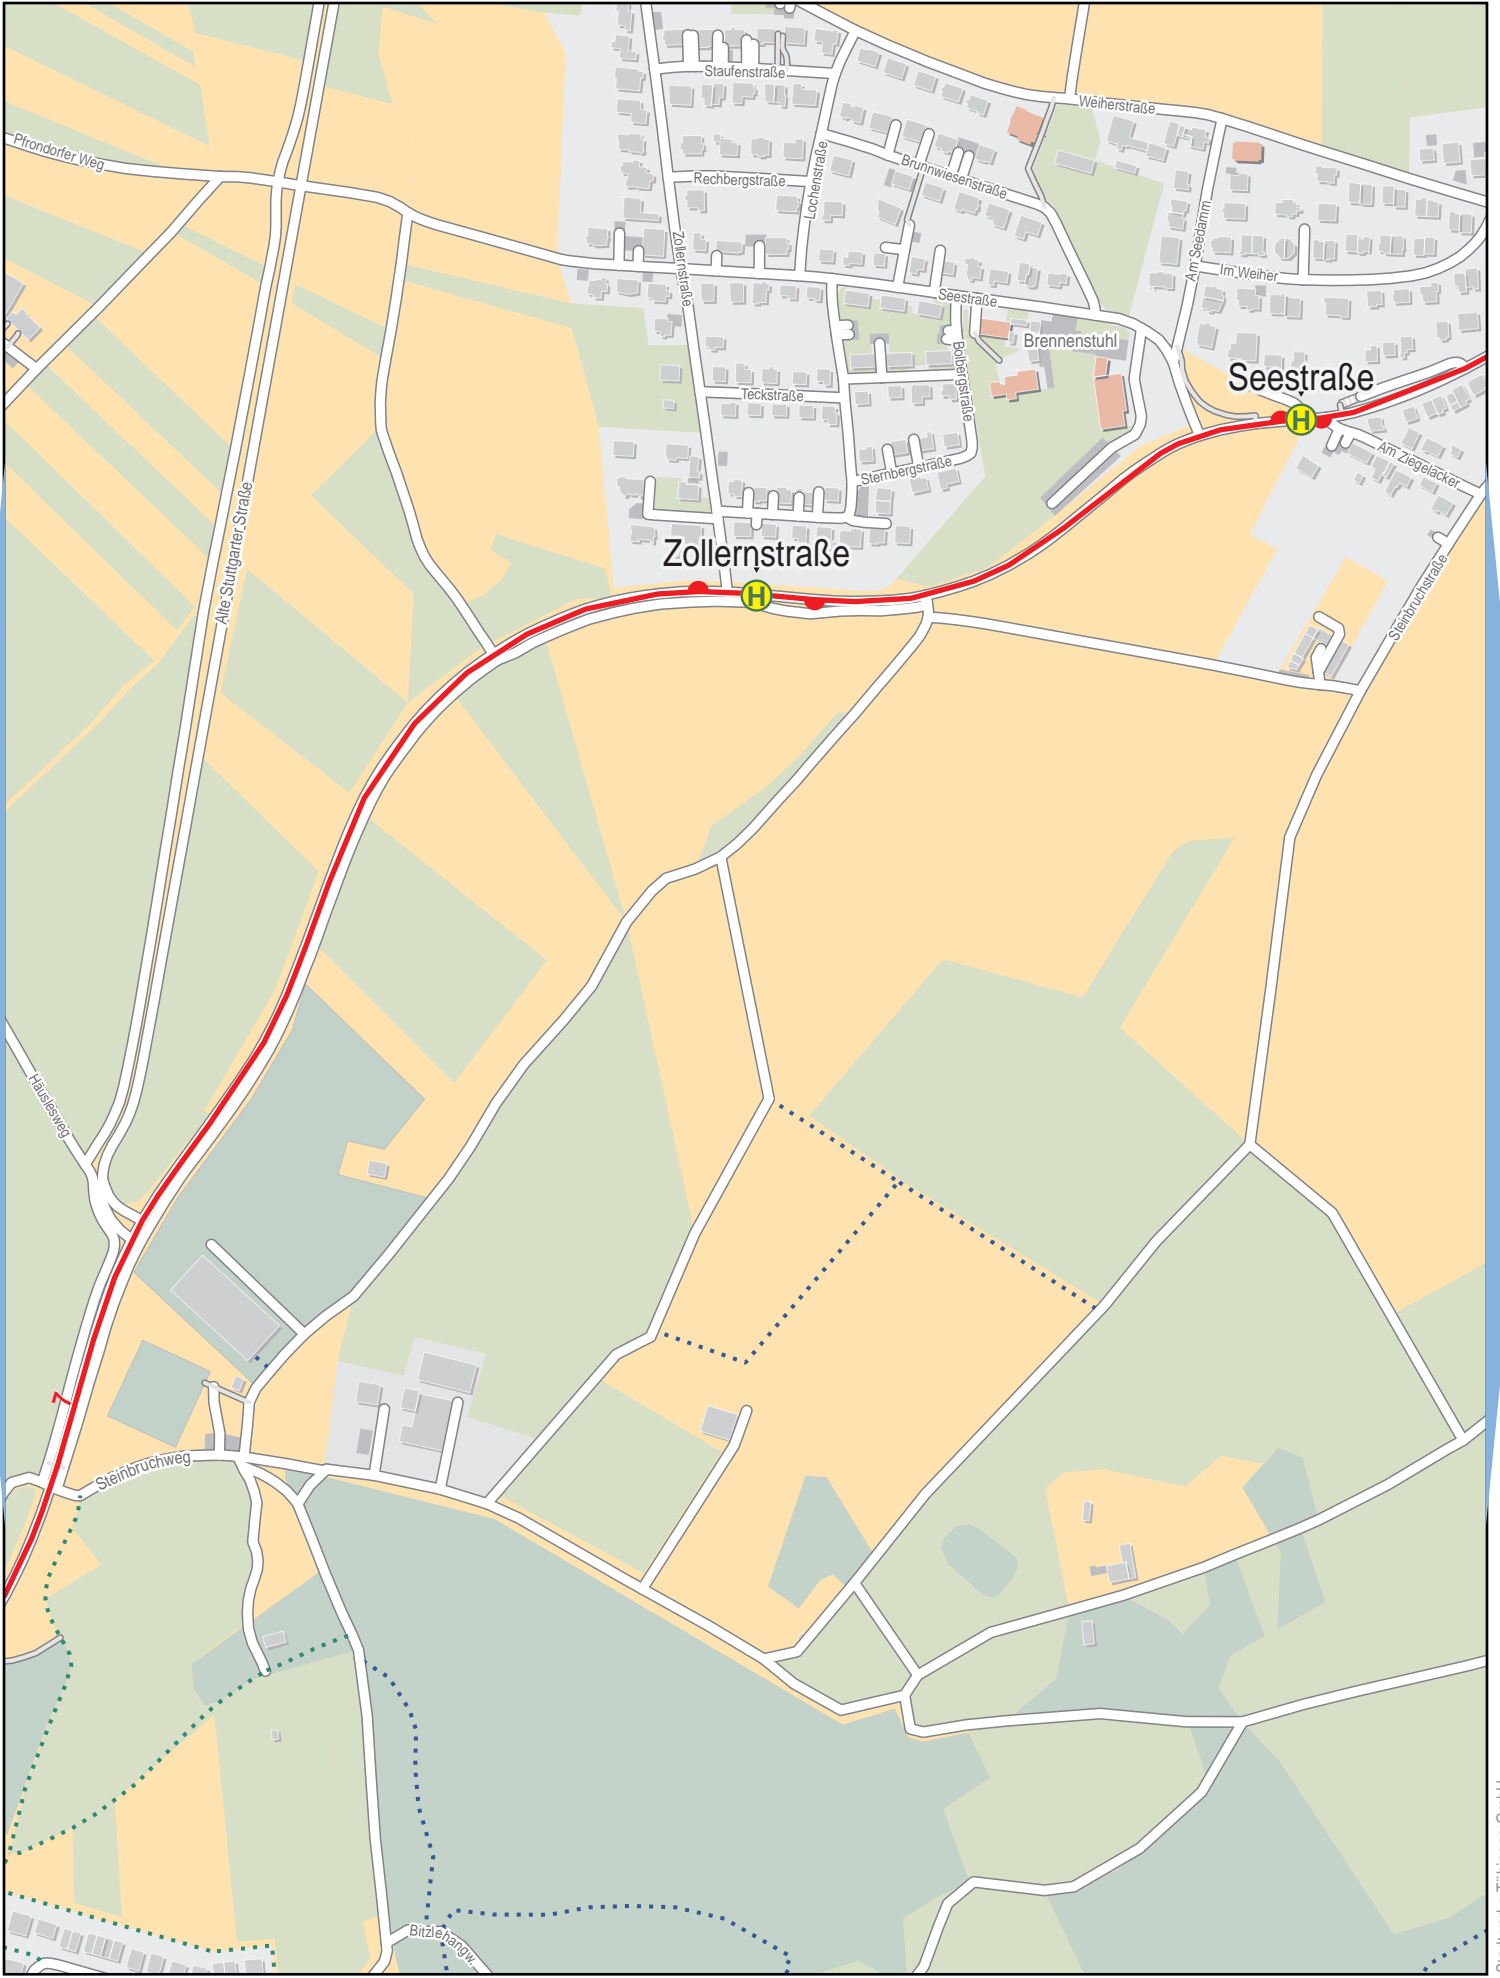 Staufenstraße
Weiherstraße
Pfrondorfer Weg
Brunnwiesenstraße
Rechbergstraße
Lochenstraße
Zollernstraße
Am Seedamm
Im Weiher
Seestraße
Brennenstuhl
Bolbergstraße
Seestraße
H
Teckstraße
Am Ziegelacker
Sternbergstraße
Alte Stuttgarter Straße
Zollernstraße
H
Steinbruchstraße
Häuslesweg
7
Steinbruchweg
Bitzlehangw.